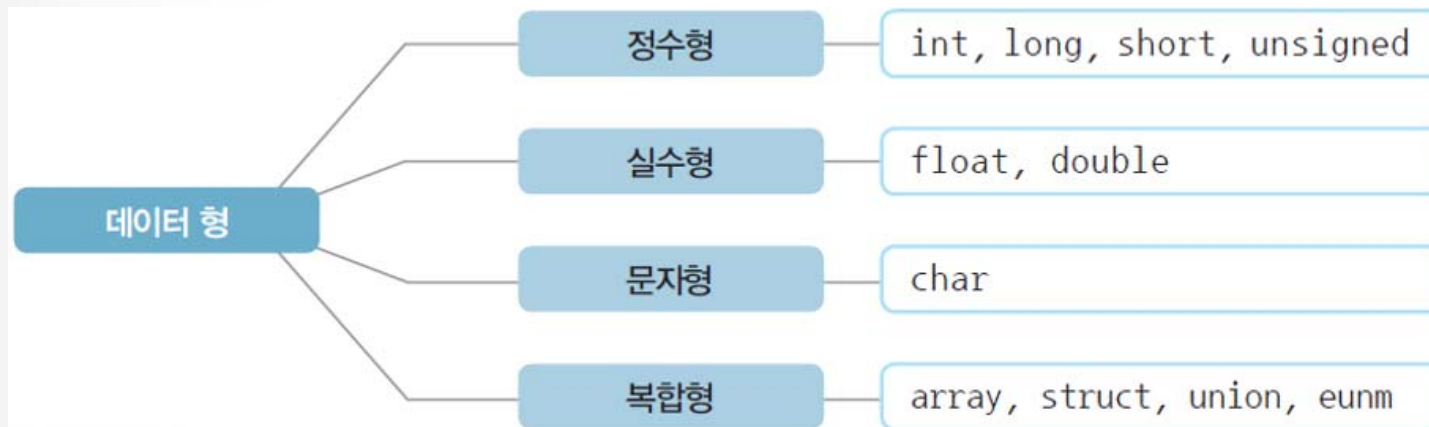 데이터 형
정수형
int, long, short, unsigned
실수형
float, double
문자형
char
복합형
array, struct, union, eunm